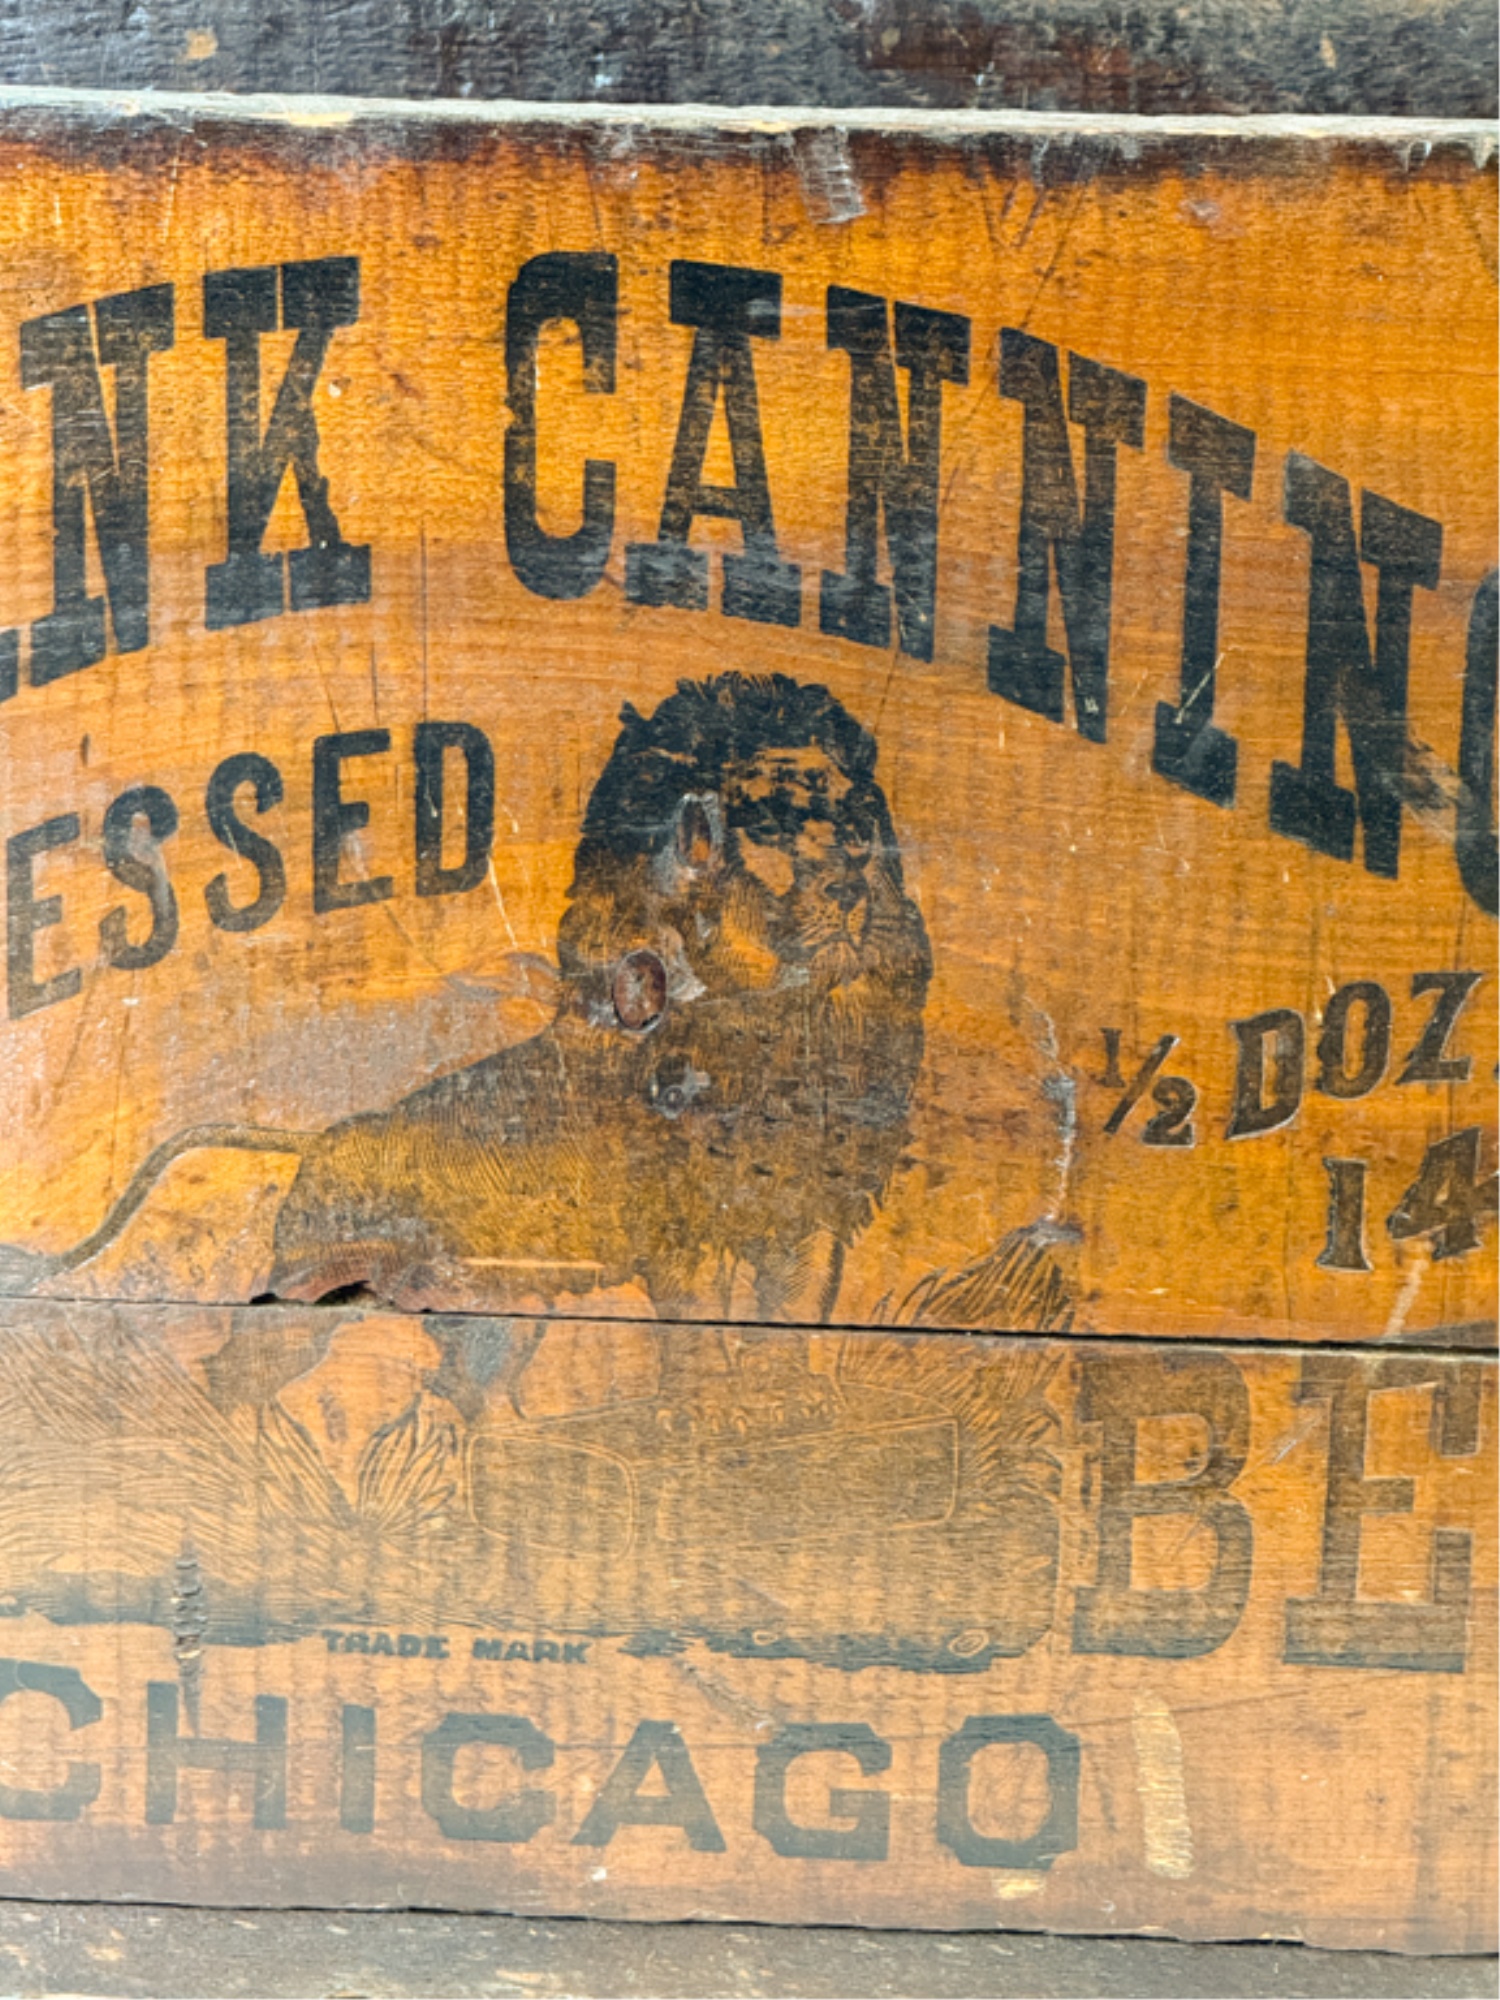 NK CANNING
ESSED
1/2 DOZ.
14
BE
TRADE MARK
CHICAGO